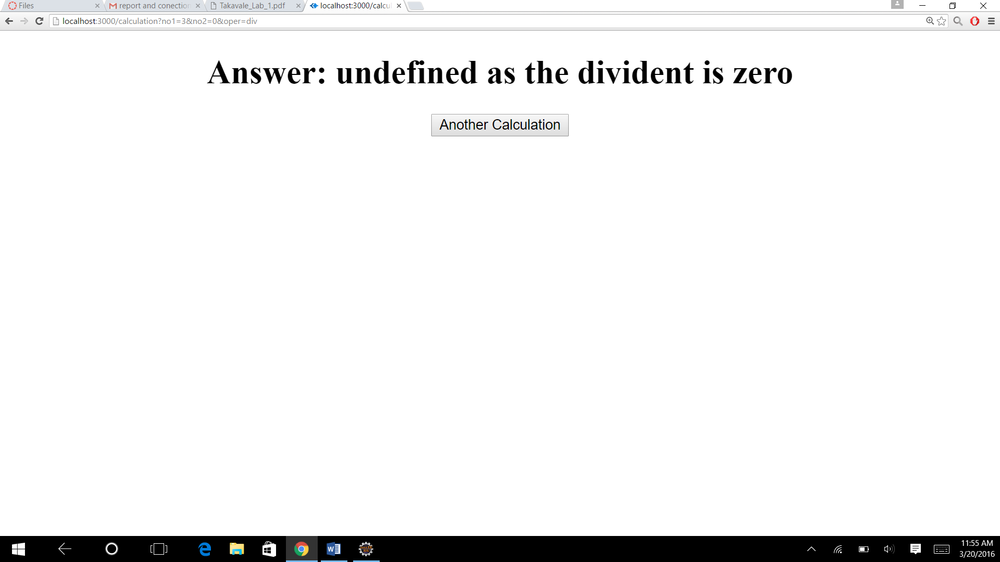 Files
report and conection
Takavale_Lab_1.pdf
localhost:3000/calcul
localhost:3000/calculation?no1=3&no2=0&oper=div
Answer: undefined as the divident is zero
Another Calculation
11:55 AM
3/20/2016